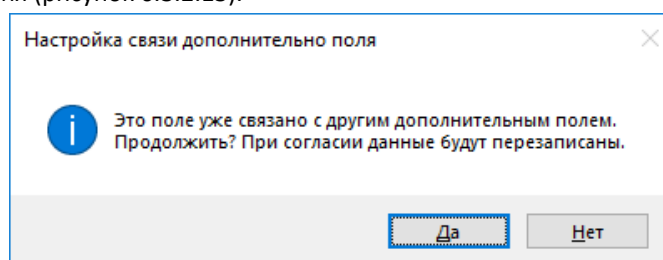 Настройка связи дополнительно поля
Это поле уже связано с другим дополнительным полем.
Продолжить? При согласии данные будут перезаписаны.
Да
Нет